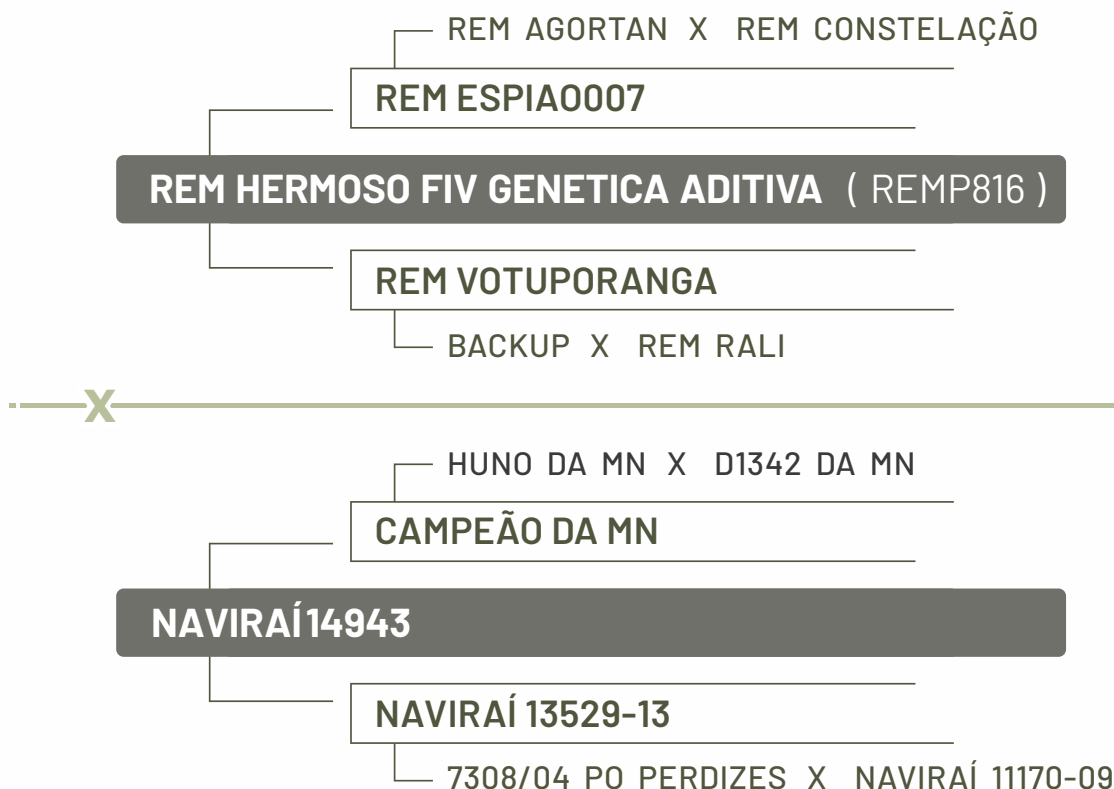 REM AGORTAN X REM CONSTELAÇÃO
REM ESPIAO007
REM HERMOSO FIV GENETICA ADITIVA ( REMP816 )
REM VOTUPORANGA
BACKUP X REM RALI
X
HUNO DA MN X D1342 DA MN
CAMPEÃO DA MN
NAVIRAÍ 14943
NAVIRAÍ 13529-13
7308/04 PO PERDIZES X NAVIRAÍ 11170-09